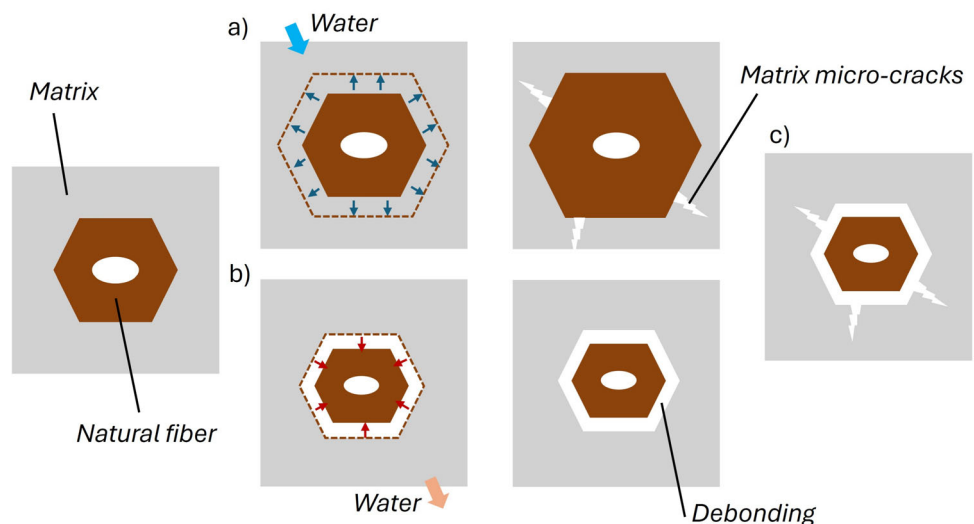 a)
Water
Matrix
Matrix micro-cracks
c)
b)
Natural fiber
Water
Debonding